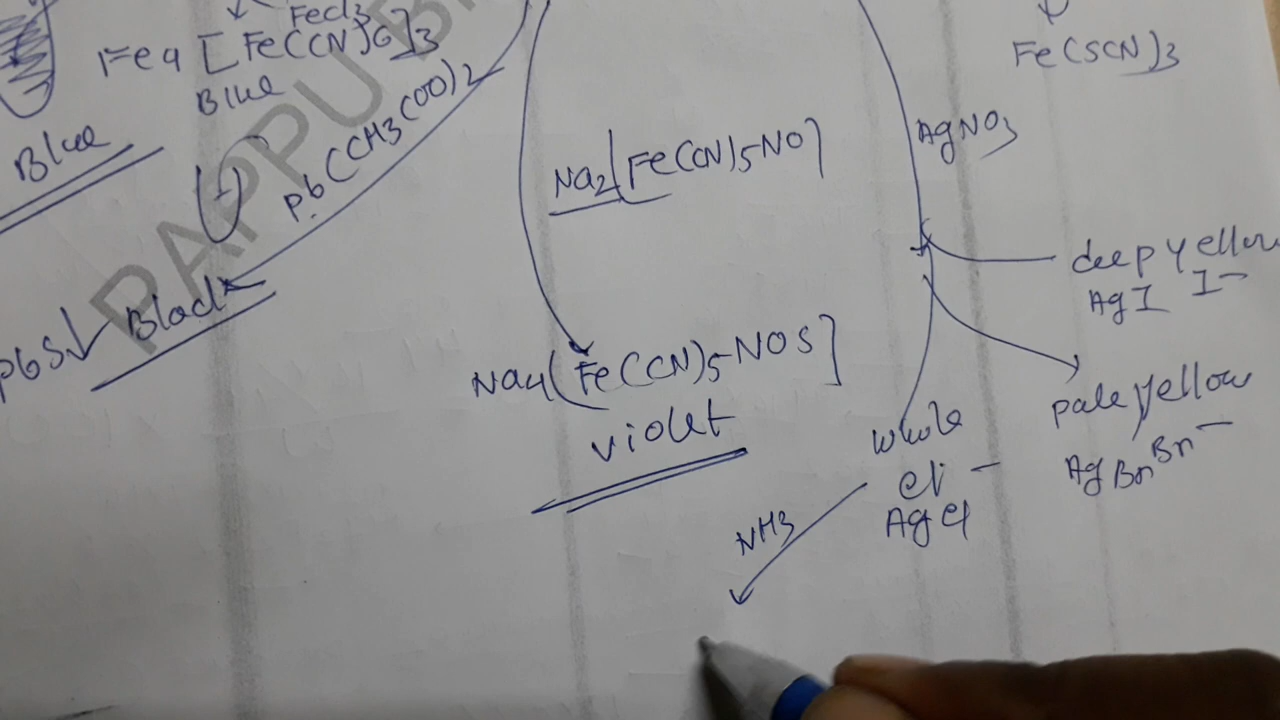 FeCl3
Fe4 [Fe(CN)6]3
Blue
Blue
(-)
Pb(CH3COO)2
PbS↓ Black
Na2[Fe(CN)5NO]
Na4[Fe(CN)5NOS]
violet
Fe(SCN)3
AgNO3
deep yellow
AgI I-
pale yellow
AgBr Br-
white
Cl-
AgCl
NH3
PAPPU